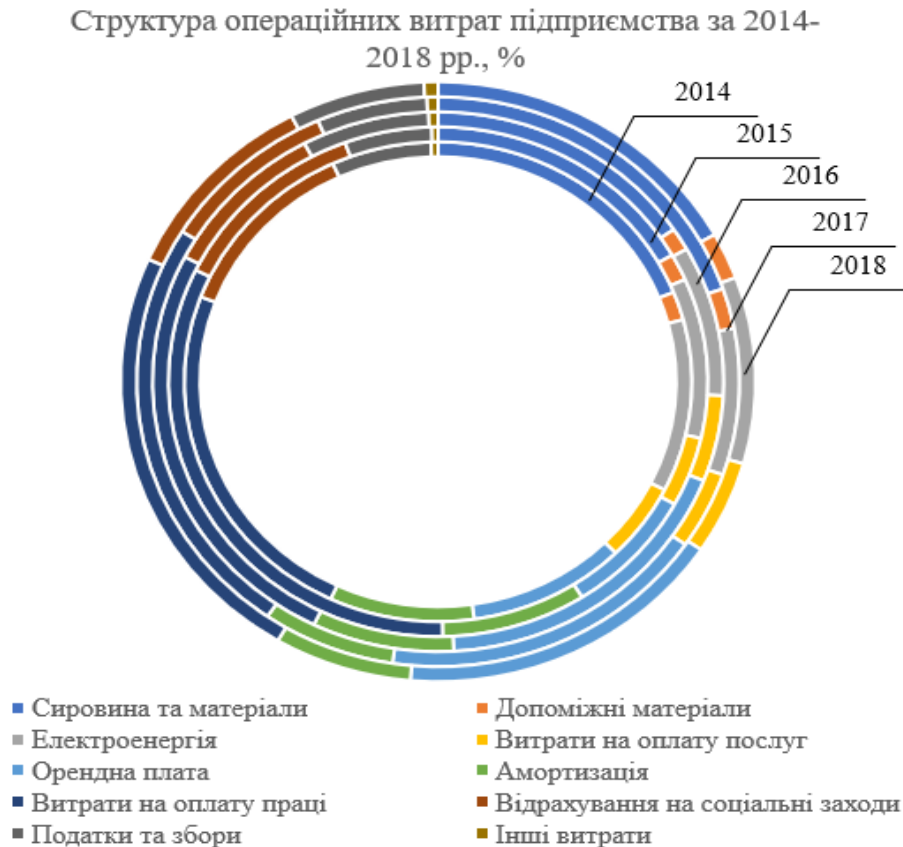 Структура операційних витрат підприємства за 2014-
2018 рр., %
2014
2015
2016
2017
2018
Сировина та матеріали
Допоміжні матеріали
Електроенергія
Витрати на оплату послуг
Орендна плата
Амортизація
Витрати на оплату праці
Відрахування на соціальні заходи
Податки та збори
Інші витрати